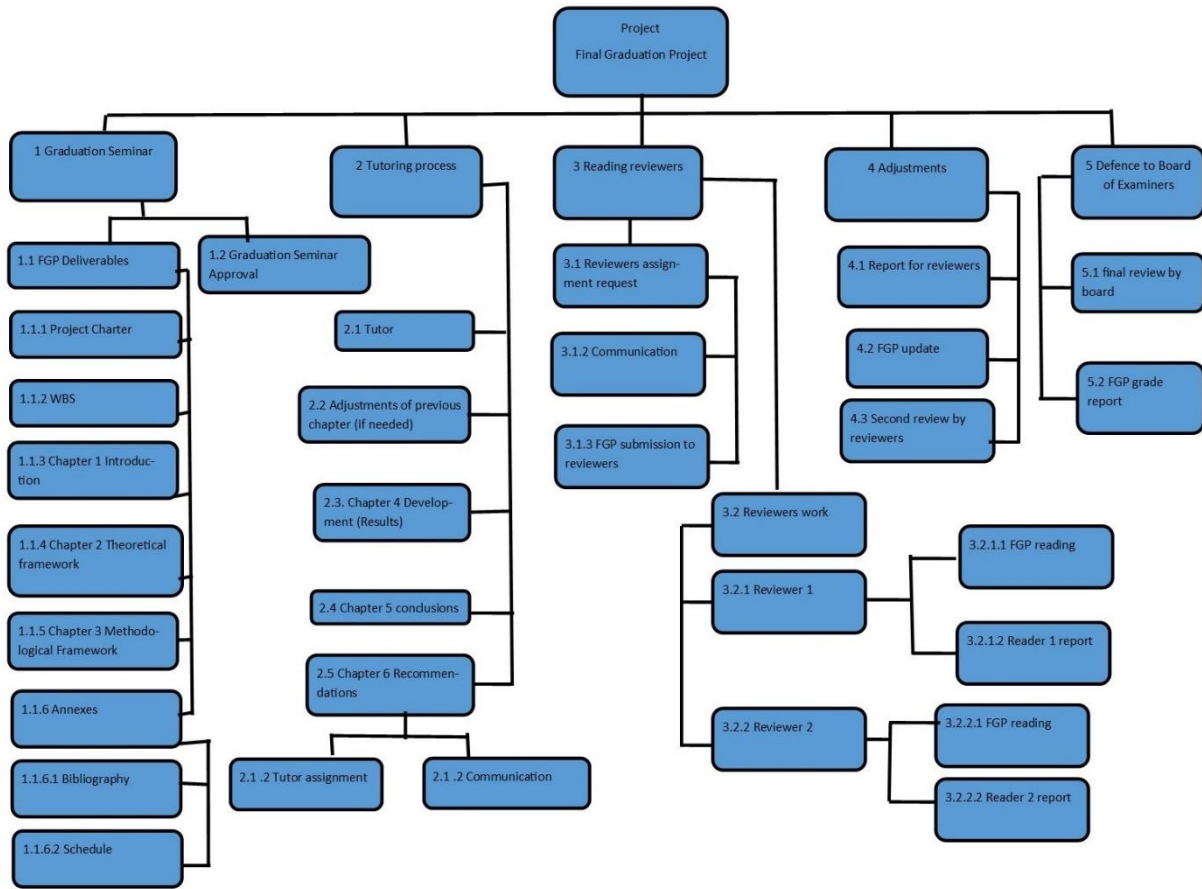 Project
Final Graduation Project
1 Graduation Seminar
2 Tutoring process
3 Reading reviewers
4 Adjustments
5 Defence to Board
of Examiners
1.1 FGP Deliverables
1.2 Graduation Seminar
Approval
1.1.1 Project Charter
1.1.2 WBS
1.1.3 Chapter 1 Introduc-
tion
1.1.4 Chapter 2 Theoretical
framework
1.1.5 Chapter 3 Methodo-
logical Framework
1.1.6 Annexes
1.1.6.1 Bibliography
1.1.6.2 Schedule
2.1 Tutor
2.2 Adjustments of previous
chapter (if needed)
2.3. Chapter 4 Develop-
ment (Results)
2.4 Chapter 5 conclusions
2.5 Chapter 6 Recommen-
dations
2.1 .2 Tutor assignment
2.1 .2 Communication
3.1 Reviewers assign-
ment request
3.1.2 Communication
3.1.3 FGP submission to
reviewers
3.2 Reviewers work
3.2.1 Reviewer 1
3.2.1.1 FGP reading
3.2.1.2 Reader 1 report
3.2.2 Reviewer 2
3.2.2.1 FGP reading
3.2.2.2 Reader 2 report
4.1 Report for reviewers
4.2 FGP update
4.3 Second review by
reviewers
5.1 final review by
board
5.2 FGP grade
report